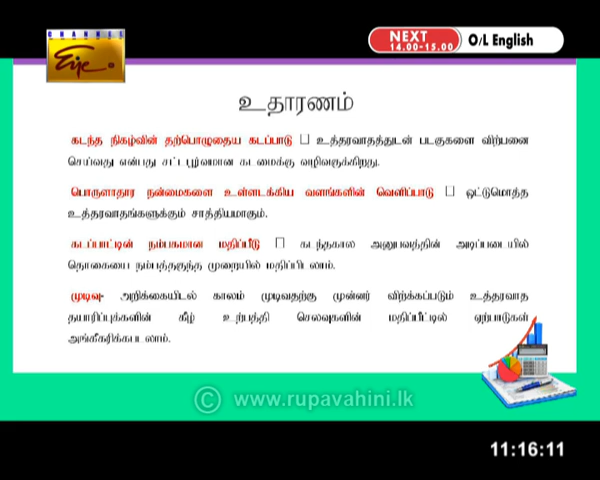 CHANNEL
Eye
NEXT
14.00-15.00
O/L English
உதாரணம்
கடந்த நிகழ்வின் தற்பொழுதைய கடப்பாடு □ உத்தரவாதத்துடன் படகுகளை விற்பனை
செய்வது என்பது சட்டபூர்வமான கடமைக்கு வழிவகுக்கிறது.
பொருளாதார நன்மைகளை உள்ளடக்கிய வளங்களின் வெளிப்பாடு □ ஒட்டுமொத்த
உத்தரவாதங்களுக்கும் சாத்தியமாகும்.
கடப்பாட்டின் நம்பகமான மதிப்பீடு □ கடந்தகால அனுபவத்தின் அடிப்படையில்
தொகையை நம்பத்தகுந்த முறையில் மதிப்பிடலாம்.
முடிவு- அறிக்கையிடல் காலம் முடிவதற்கு முன்னர் விற்கப்படும் உத்தரவாத
தயாரிப்புக்களின் கீழ் உற்பத்தி செலவுகளின் மதிப்பீட்டில் ஏற்பாடுகள்
அங்கீகரிக்கபடலாம்.
© www.rupavahini.lk
11:16:11